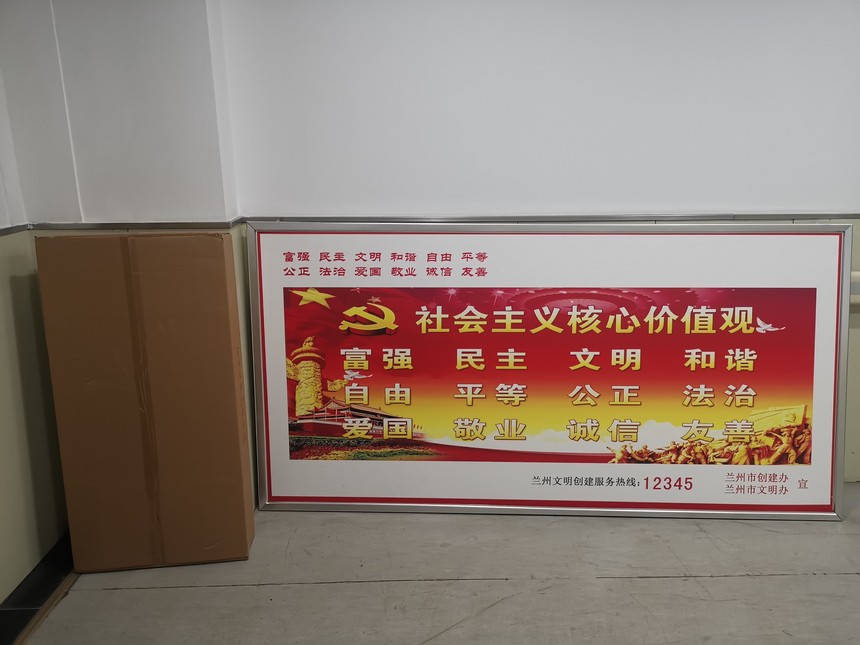 富强 民主 文明 和谐 自由 平等
公正 法治 爱国 敬业 诚信 友善
社会主义核心价值观
富强 民主 文明 和谐
自由 平等 公正 法治
爱国 敬业 诚信 友善
兰州文明创建服务热线:12345
兰州市创建办
兰州市文明办
宣